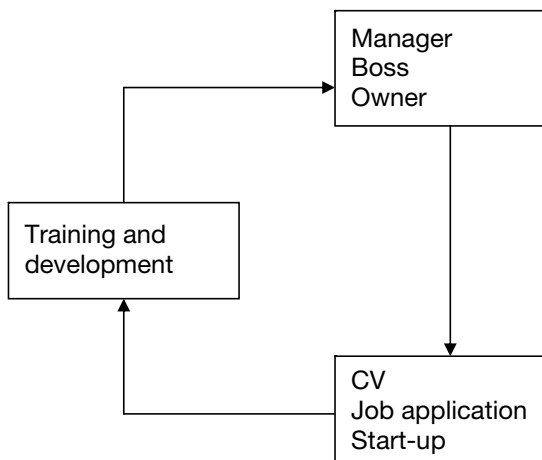 Manager
Boss
Owner
Training and
development
CV
Job application
Start-up